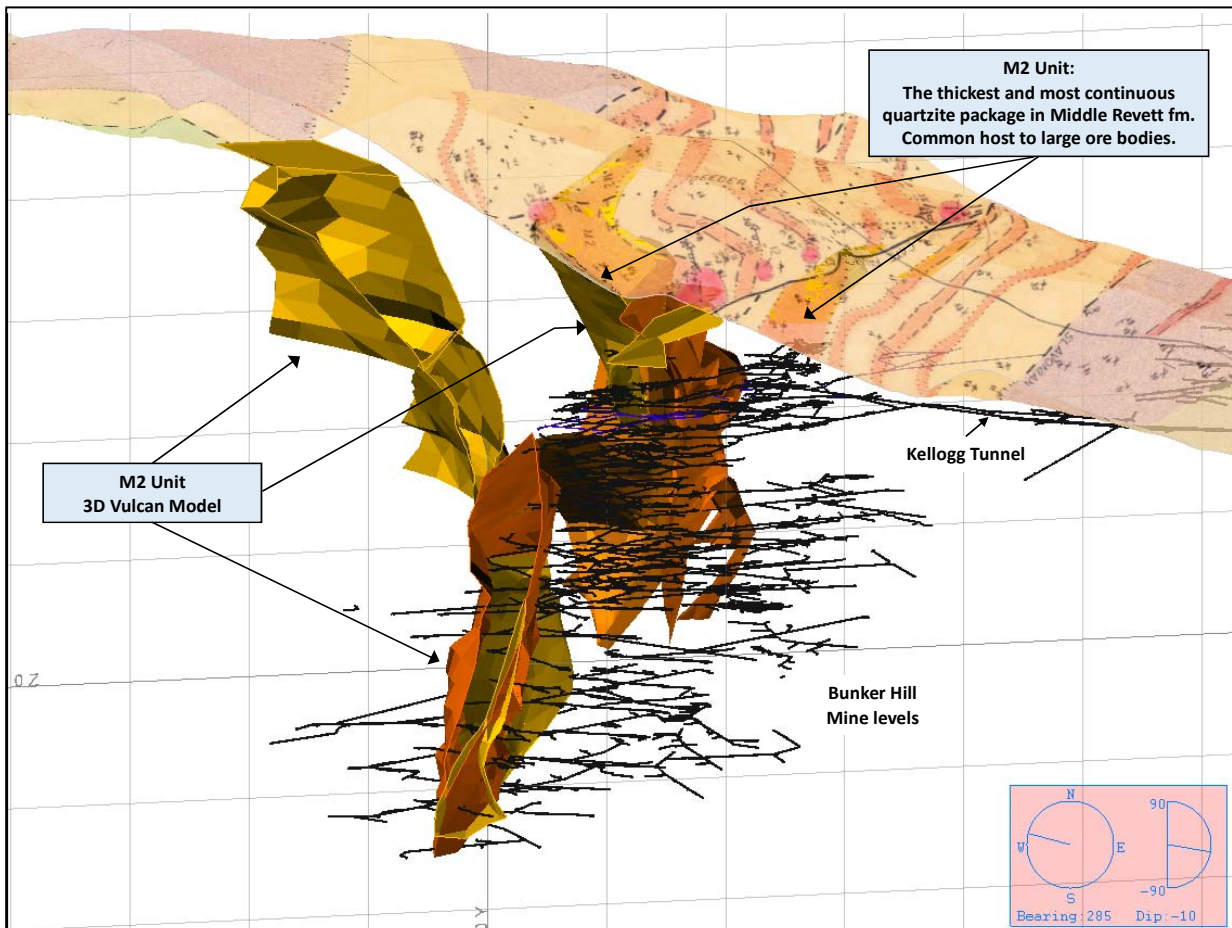 M2 Unit:
The thickest and most continuous
quartzite package in Middle Revett fm.
Common host to large ore bodies.
M2 Unit
3D Vulcan Model
Kellogg Tunnel
Bunker Hill
Mine levels
N
W
E
S
90
-90
Bearing:285 Dip:-10